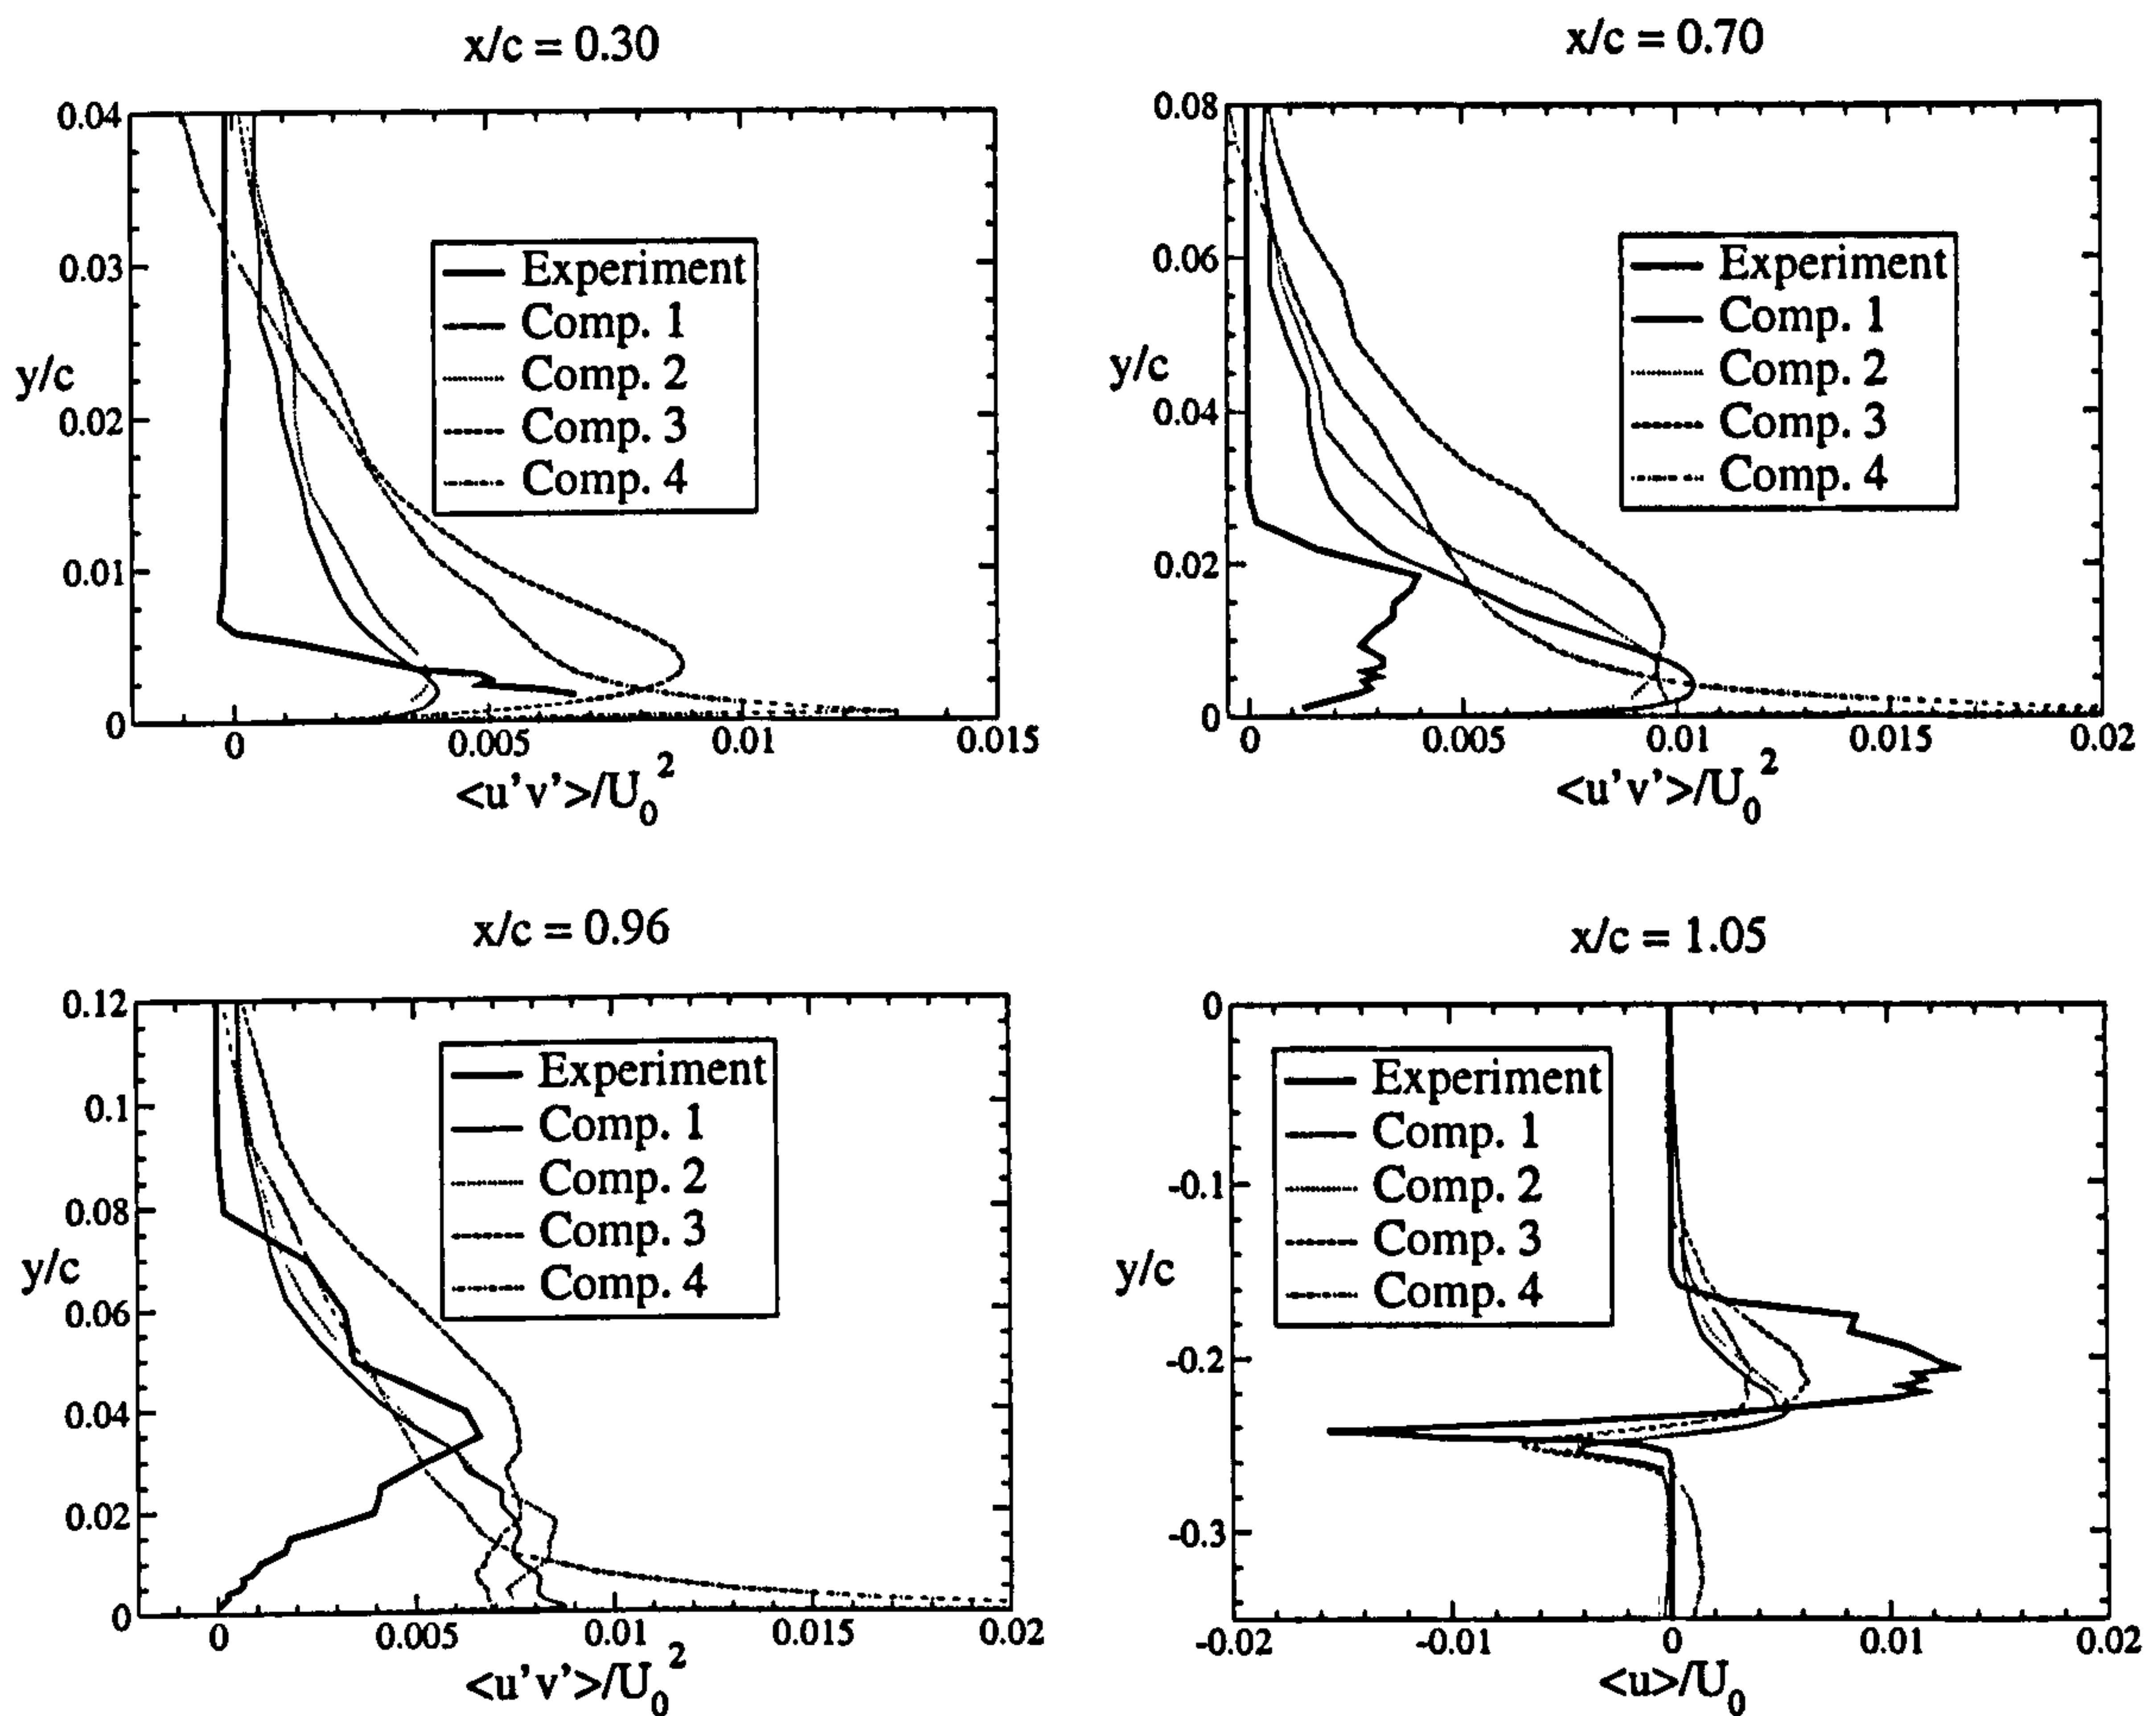 x/c = 0.30
0.04
0.03
0.02
0.01
0
y/c
Experiment
Comp. 1
Comp. 2
Comp. 3
Comp. 4
0 0.005 0.01 0.015
<u'v'>/U₀²
x/c = 0.70
0.08
0.06
0.04
0.02
0
y/c
Experiment
Comp. 1
Comp. 2
Comp. 3
Comp. 4
0 0.005 0.01 0.015 0.02
<u'v'>/U₀²
x/c = 0.96
0.12
0.1
0.08
0.06
0.04
0.02
0
y/c
Experiment
Comp. 1
Comp. 2
Comp. 3
Comp. 4
0 0.005 0.01 0.015 0.02
<u'v'>/U₀²
x/c = 1.05
0
-0.1
-0.2
-0.3
y/c
Experiment
Comp. 1
Comp. 2
Comp. 3
Comp. 4
-0.02 -0.01 0 0.01 0.02
<u>/U₀